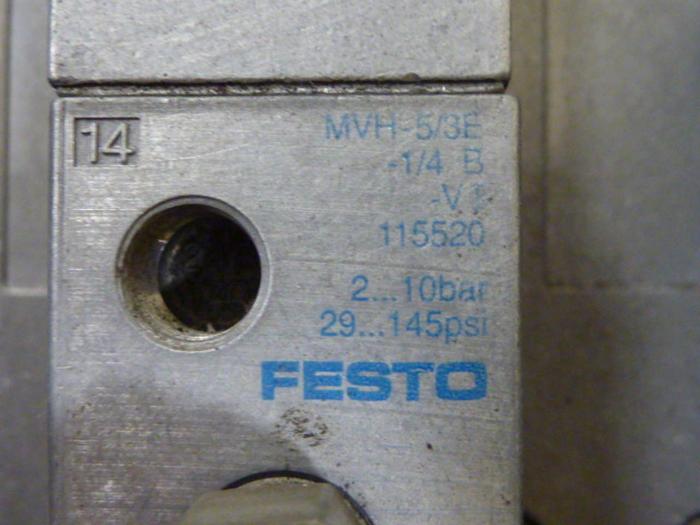 14
MVH-5/3E
-1/4 B
115520
2...10bar
29...145psi
FESTO